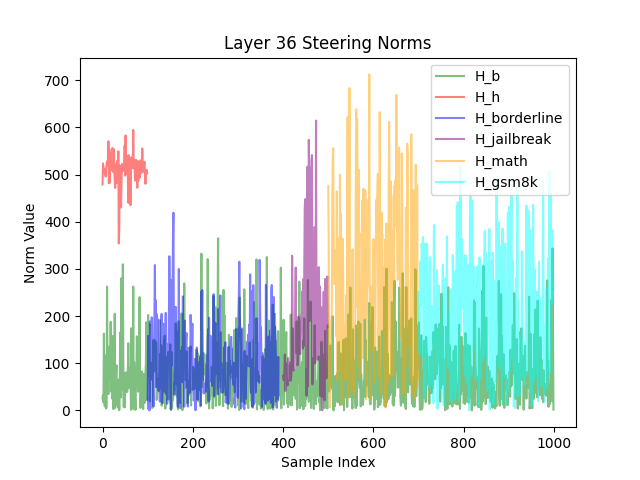 Layer 36 Steering Norms
Norm Value
700
600
500
400
300
200
100
0
H_b
H_h
H_borderline
H_jailbreak
H_math
H_gsm8k
0
200
400
600
800
1000
Sample Index